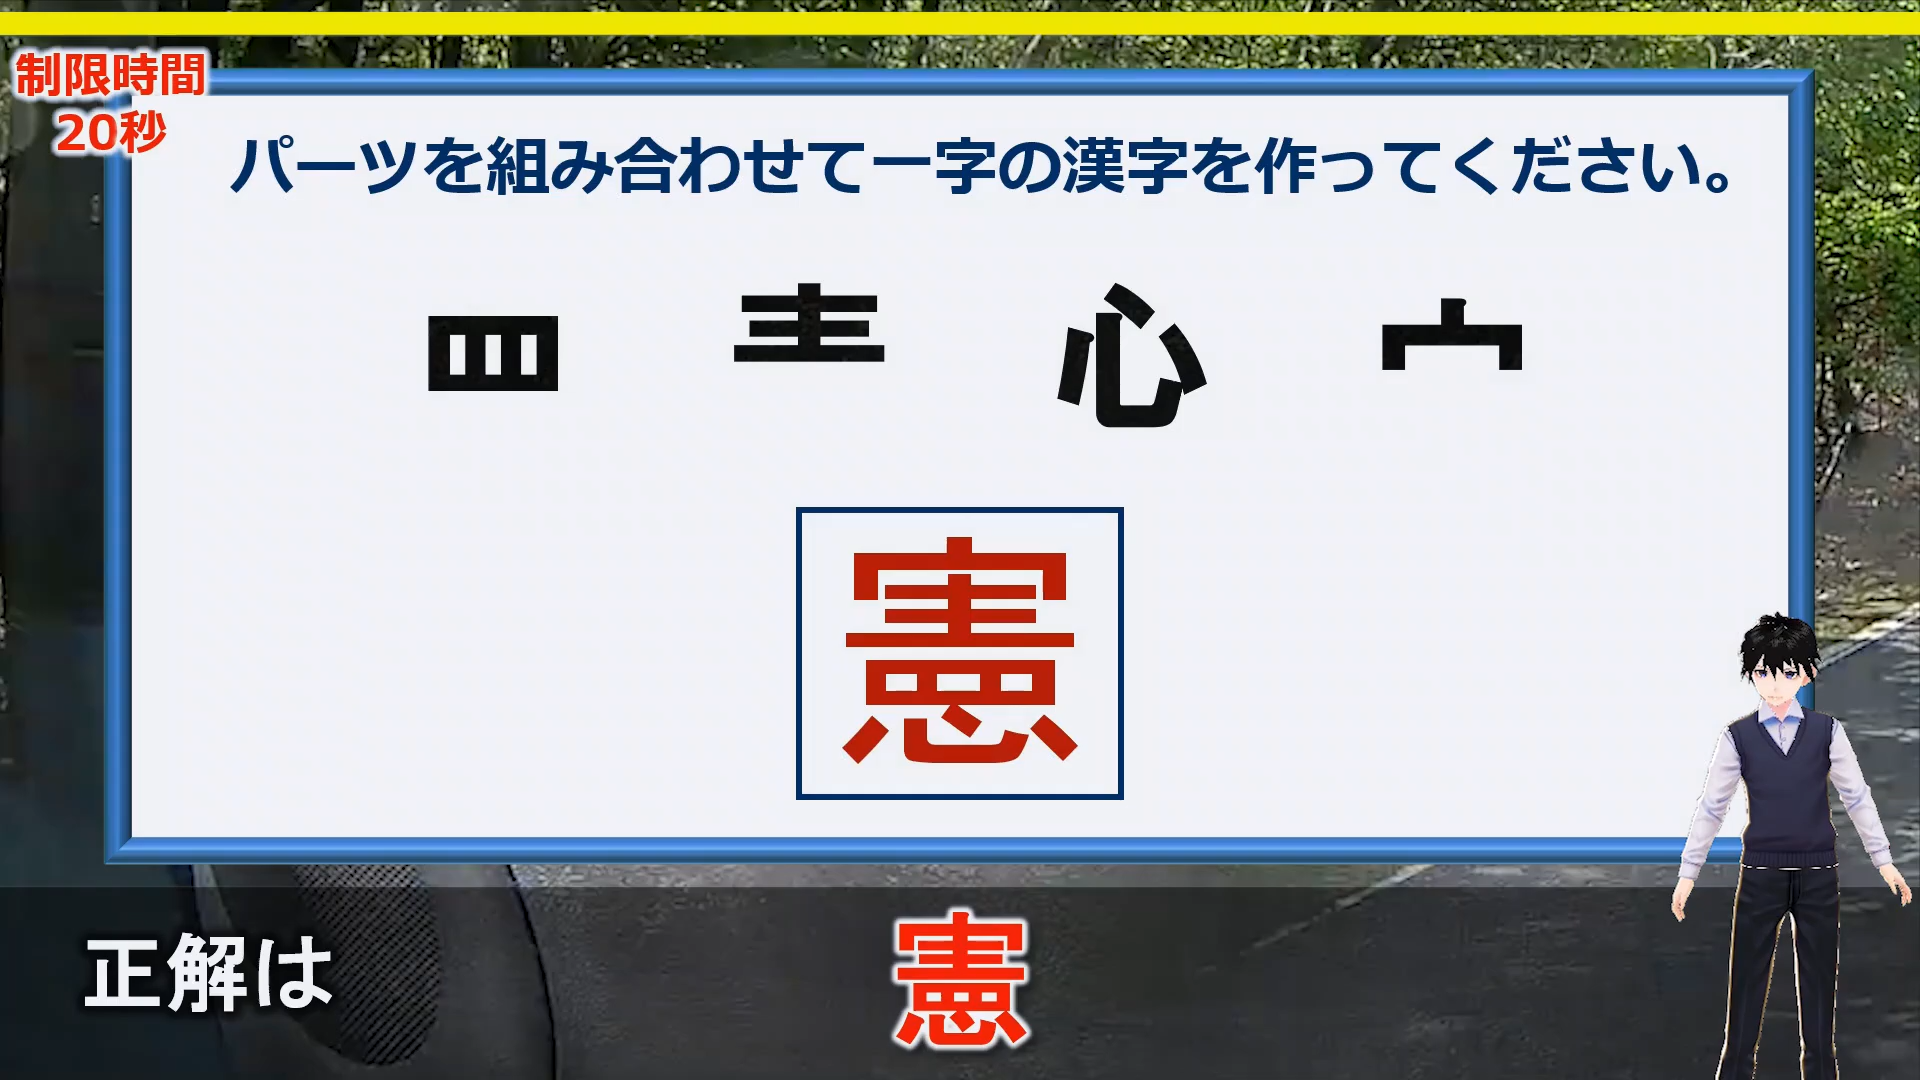 制限時間
20秒
パーツを組み合わせて一字の漢字を作ってください。
罒 龶 心 宀
憲
正解は 憲